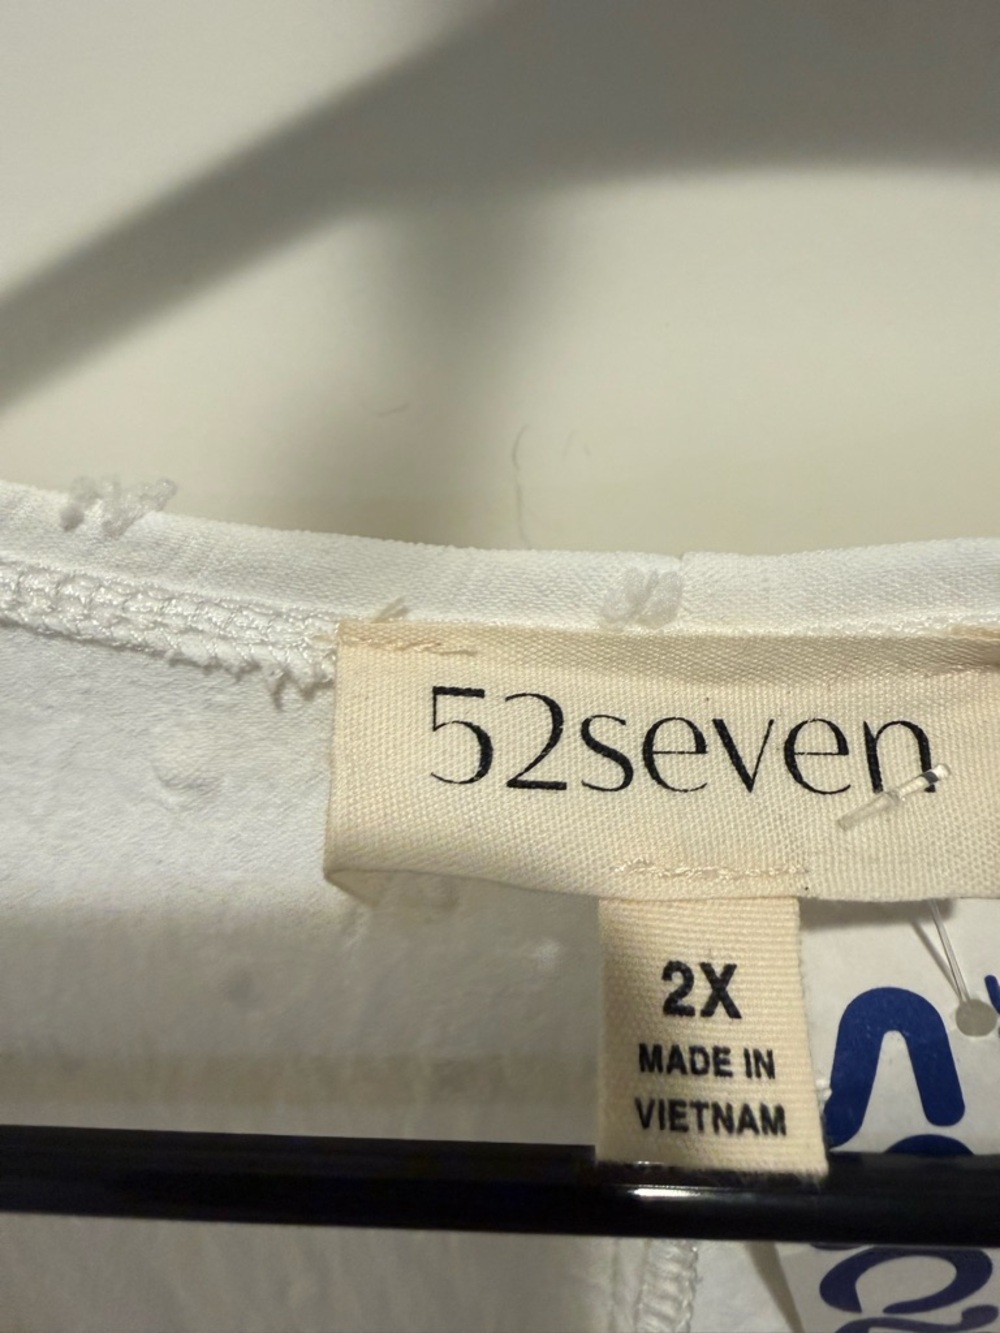 52seven
2X
MADE IN
VIETNAM